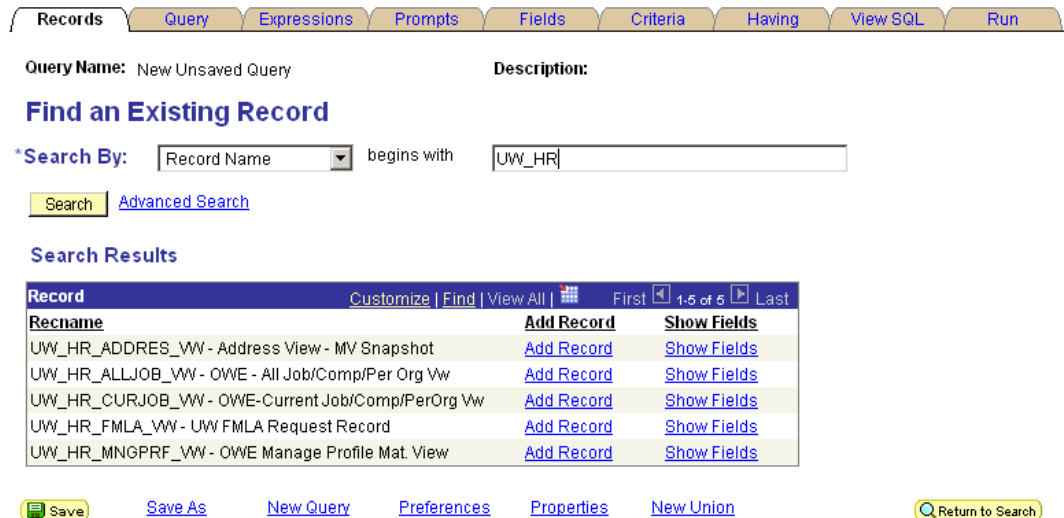 Records Query Expressions Prompts Fields Criteria Having View SQL Run
Query Name: New Unsaved Query Description:
Find an Existing Record
*Search By: Record Name begins with UW_HR
Search Advanced Search
Search Results
Record Customize | Find | View All | First 1-5 of 5 Last
Recname Add Record Show Fields
UW_HR_ADDRES_VW - Address View - MV Snapshot Add Record Show Fields
UW_HR_ALLJOB_VW - OWE - All Job/Comp/Per Org Vw Add Record Show Fields
UW_HR_CURJOB_VW - OWE-Current Job/Comp/PerOrg Vw Add Record Show Fields
UW_HR_FMLA_VW - UW FMLA Request Record Add Record Show Fields
UW_HR_MNGPRF_VW - OWE Manage Profile Mat. View Add Record Show Fields
Save Save As New Query Preferences Properties New Union Return to Search